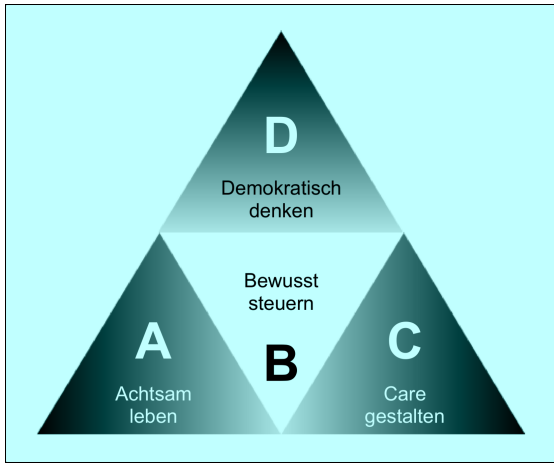 D
Demokratisch
denken
Bewusst
steuern
B
A
Achtsam
leben
C
Care
gestalten